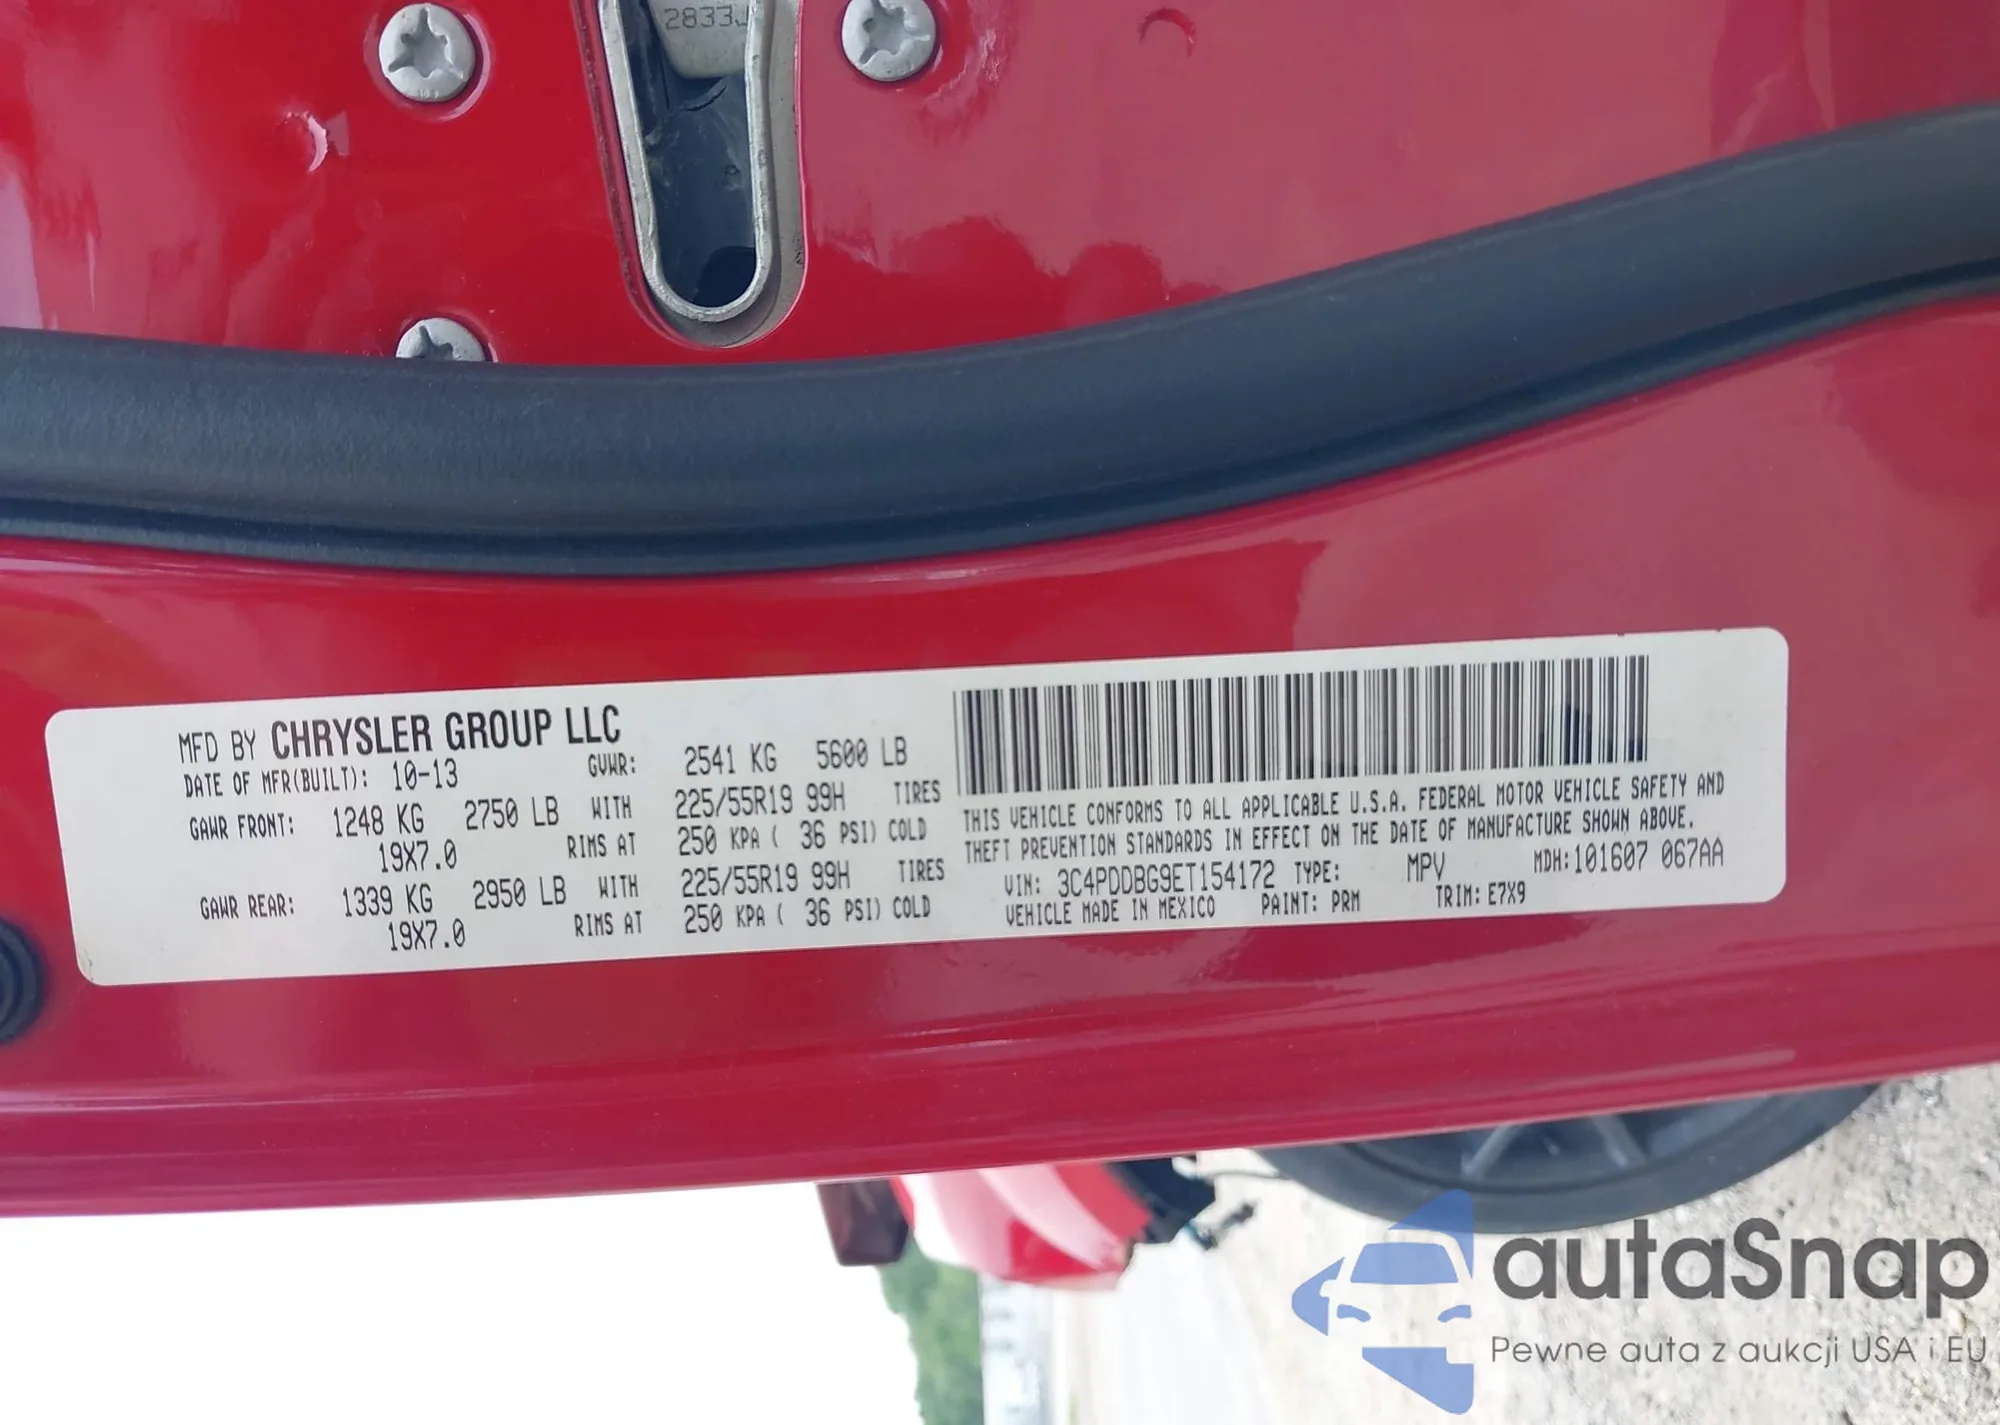 2833J
MFD BY CHRYSLER GROUP LLC
DATE OF MFR(BUILT): 10-13 GVWR: 2541 KG 5600 LB
GAWR FRONT: 1248 KG 2750 LB WITH 225/55R19 99H TIRES
19X7.0 RIMS AT 250 KPA ( 36 PSI) COLD
GAWR REAR: 1339 KG 2950 LB WITH 225/55R19 99H TIRES
19X7.0 RIMS AT 250 KPA ( 36 PSI) COLD
THIS VEHICLE CONFORMS TO ALL APPLICABLE U.S.A. FEDERAL MOTOR VEHICLE SAFETY AND
THEFT PREVENTION STANDARDS IN EFFECT ON THE DATE OF MANUFACTURE SHOWN ABOVE.
VIN: 3C4PDDBG9ET154172 TYPE: MPV MDH:101607 067AA
VEHICLE MADE IN MEXICO PAINT: PRM TRIM: E7X9
autaSnap
Pewne auta z aukcji USA i EU